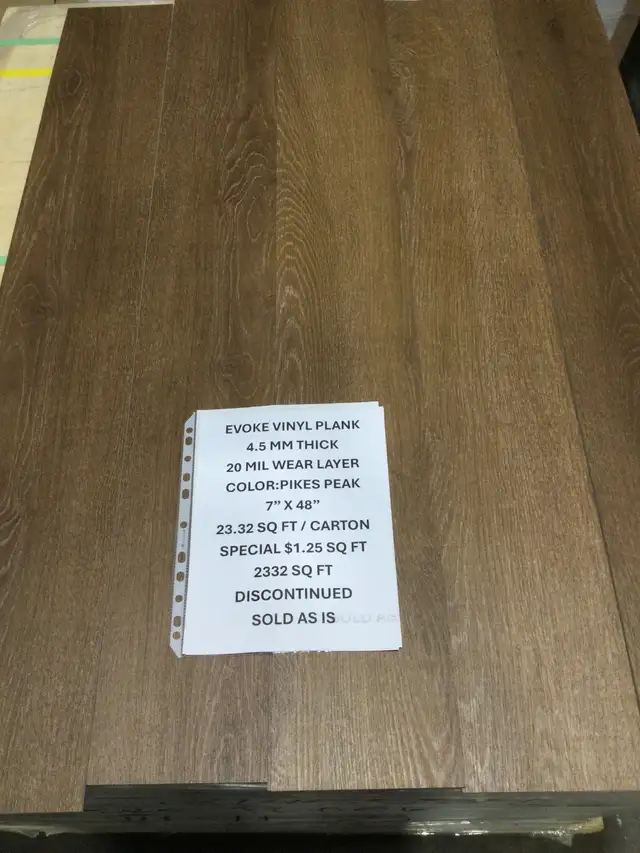 EVOKE VINYL PLANK
4.5 MM THICK
20 MIL WEAR LAYER
COLOR:PIKES PEAK
7” X 48”
23.32 SQ FT / CARTON
SPECIAL $1.25 SQ FT
2332 SQ FT
DISCONTINUED
SOLD AS IS